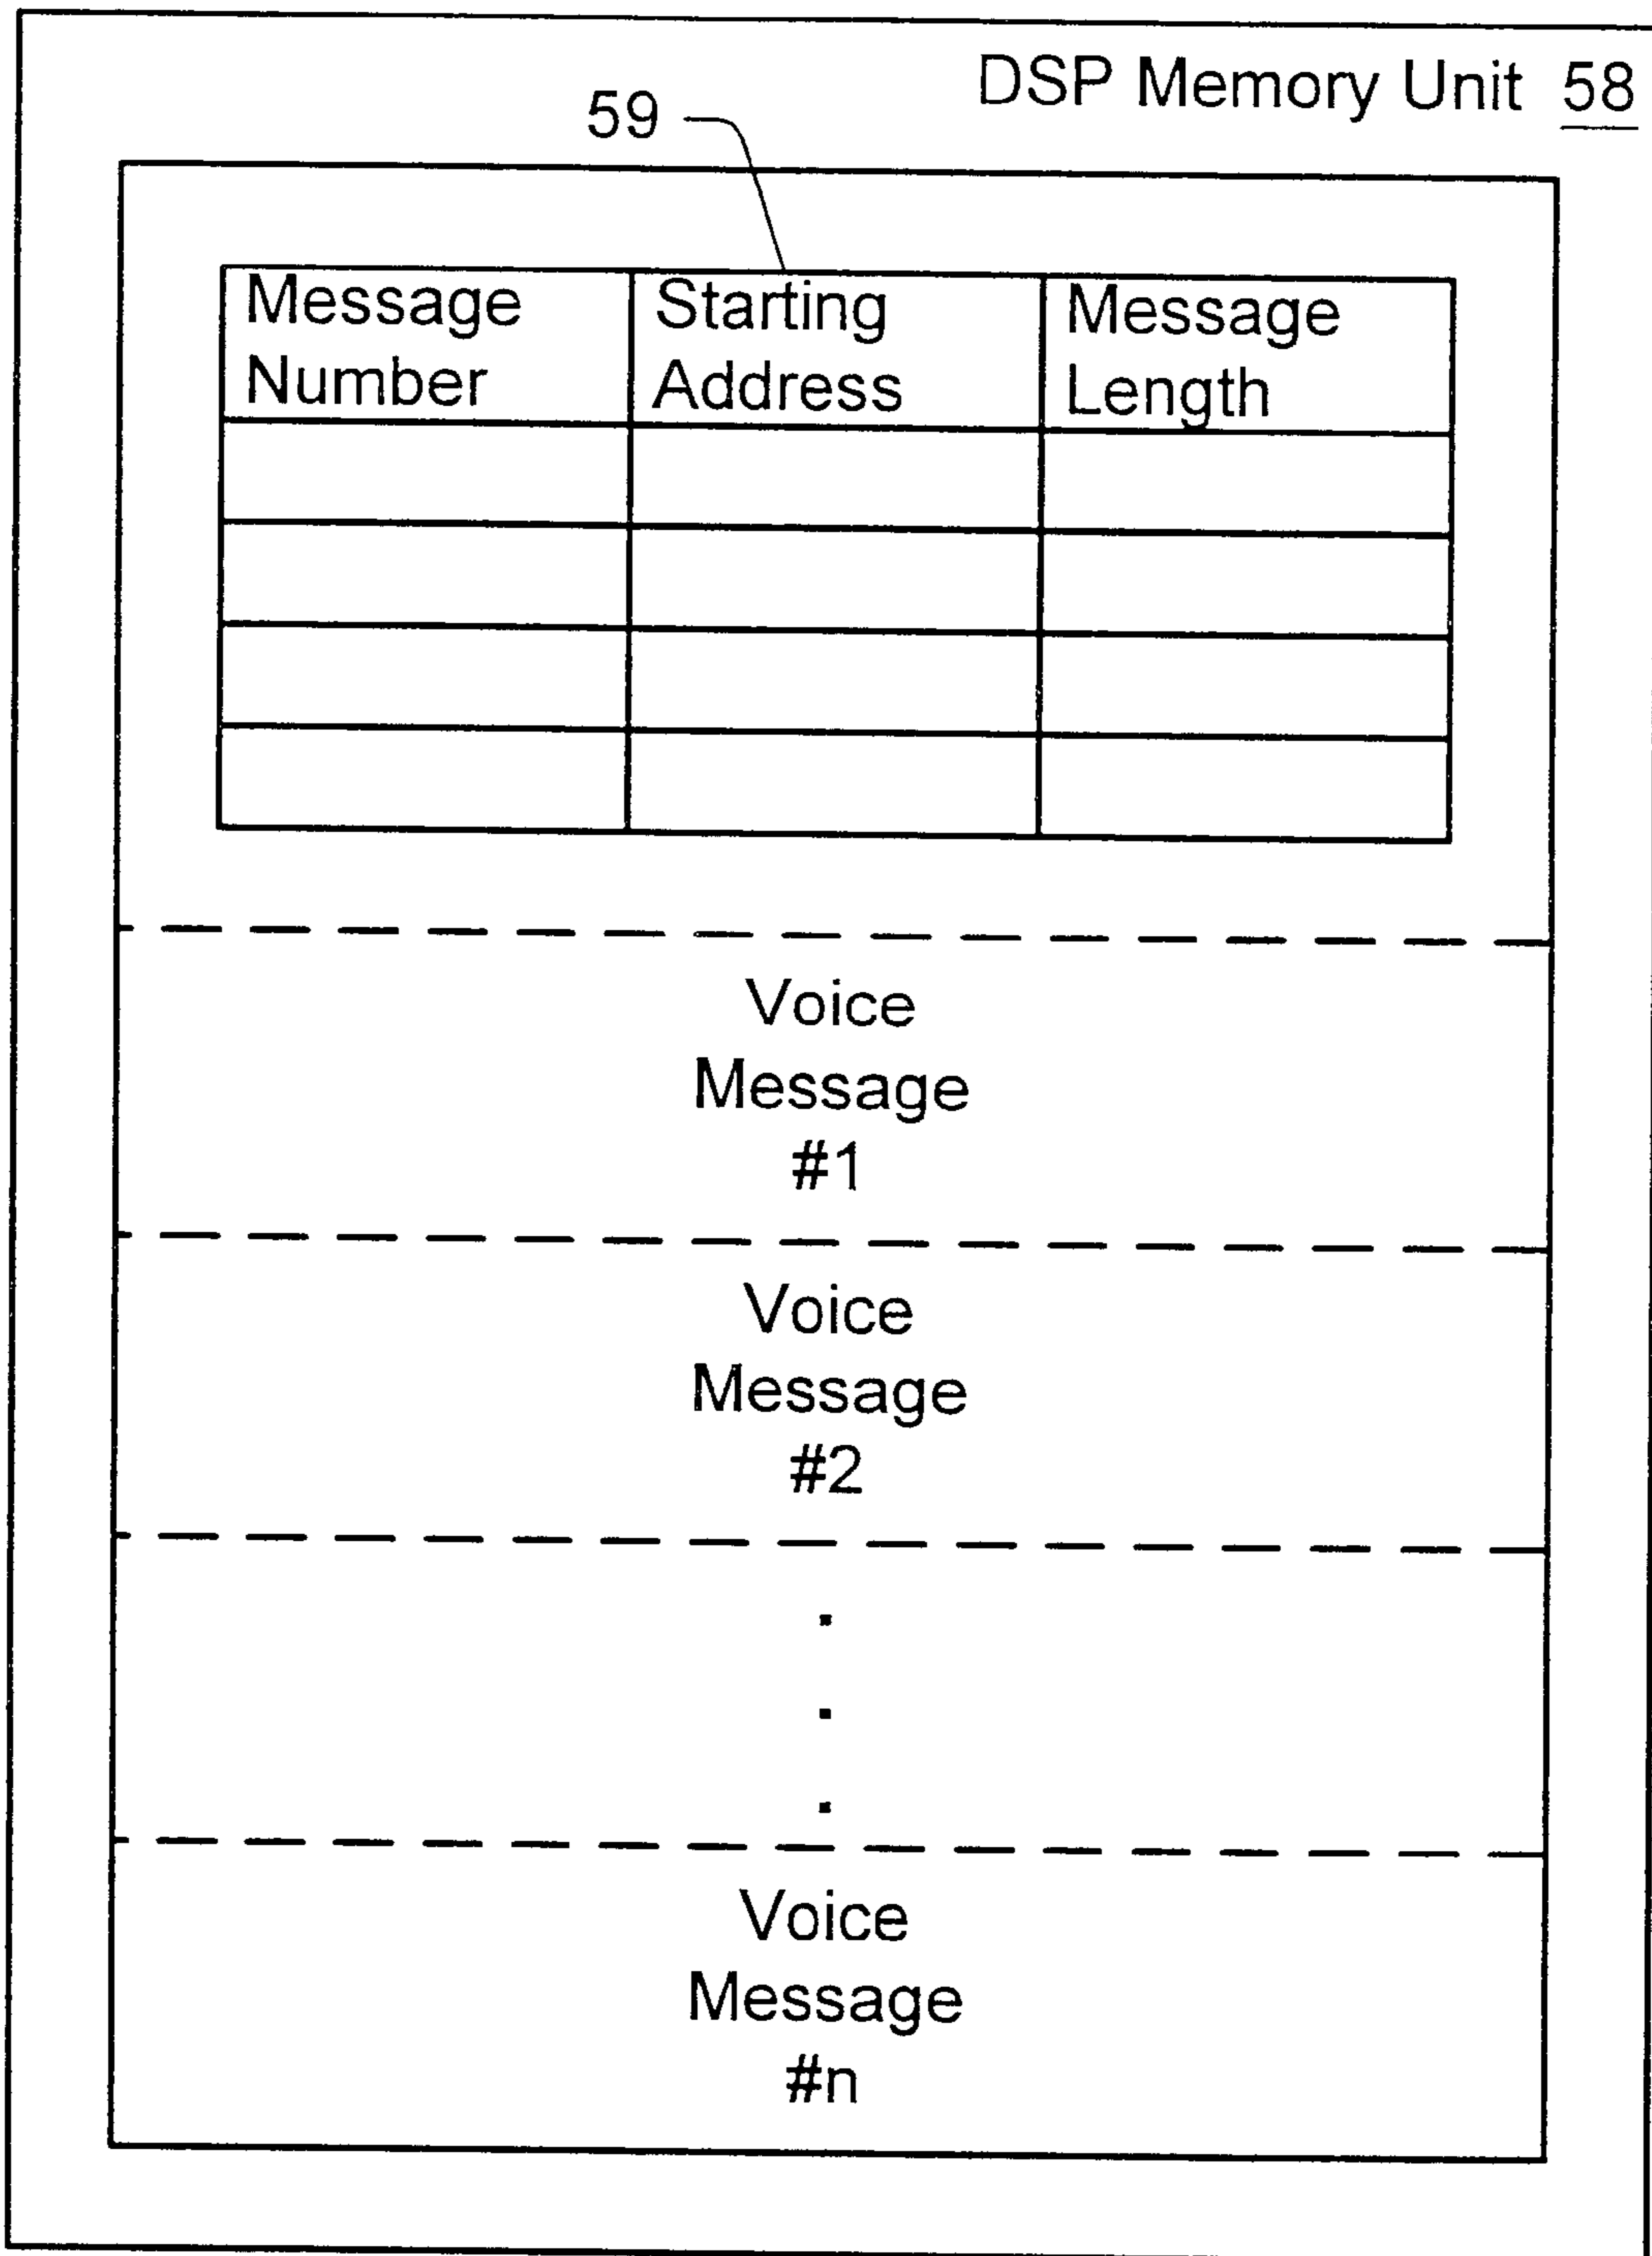 DSP Memory Unit 58
59
Message Number
Starting Address
Message Length
Voice
Message
#1
Voice
Message
#2
.
.
.
Voice
Message
#n